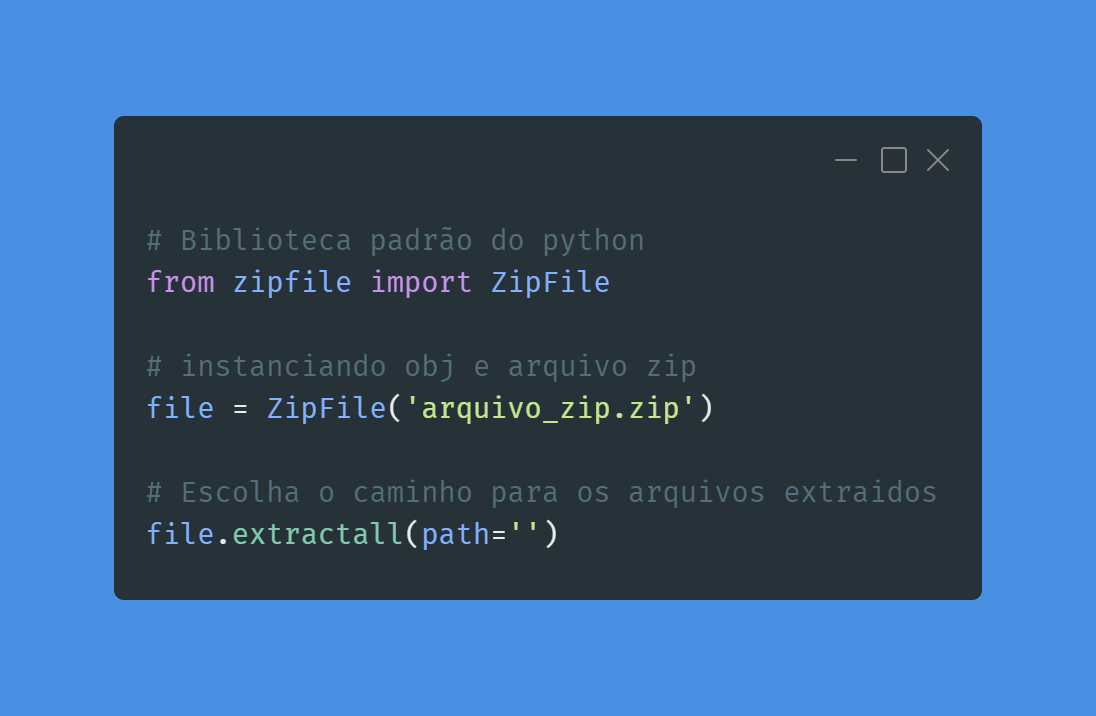 # Biblioteca padrão do python
from zipfile import ZipFile
# instanciando obj e arquivo zip
file = ZipFile('arquivo_zip.zip')
# Escolha o caminho para os arquivos extraidos
file.extractall(path='')